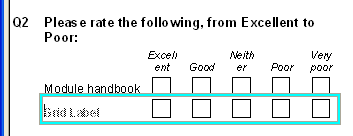 Q2 Please rate the following, from Excellent to
Poor:
Excell Neith Very
ent Good er Poor poor
Module handbook
Grid Label